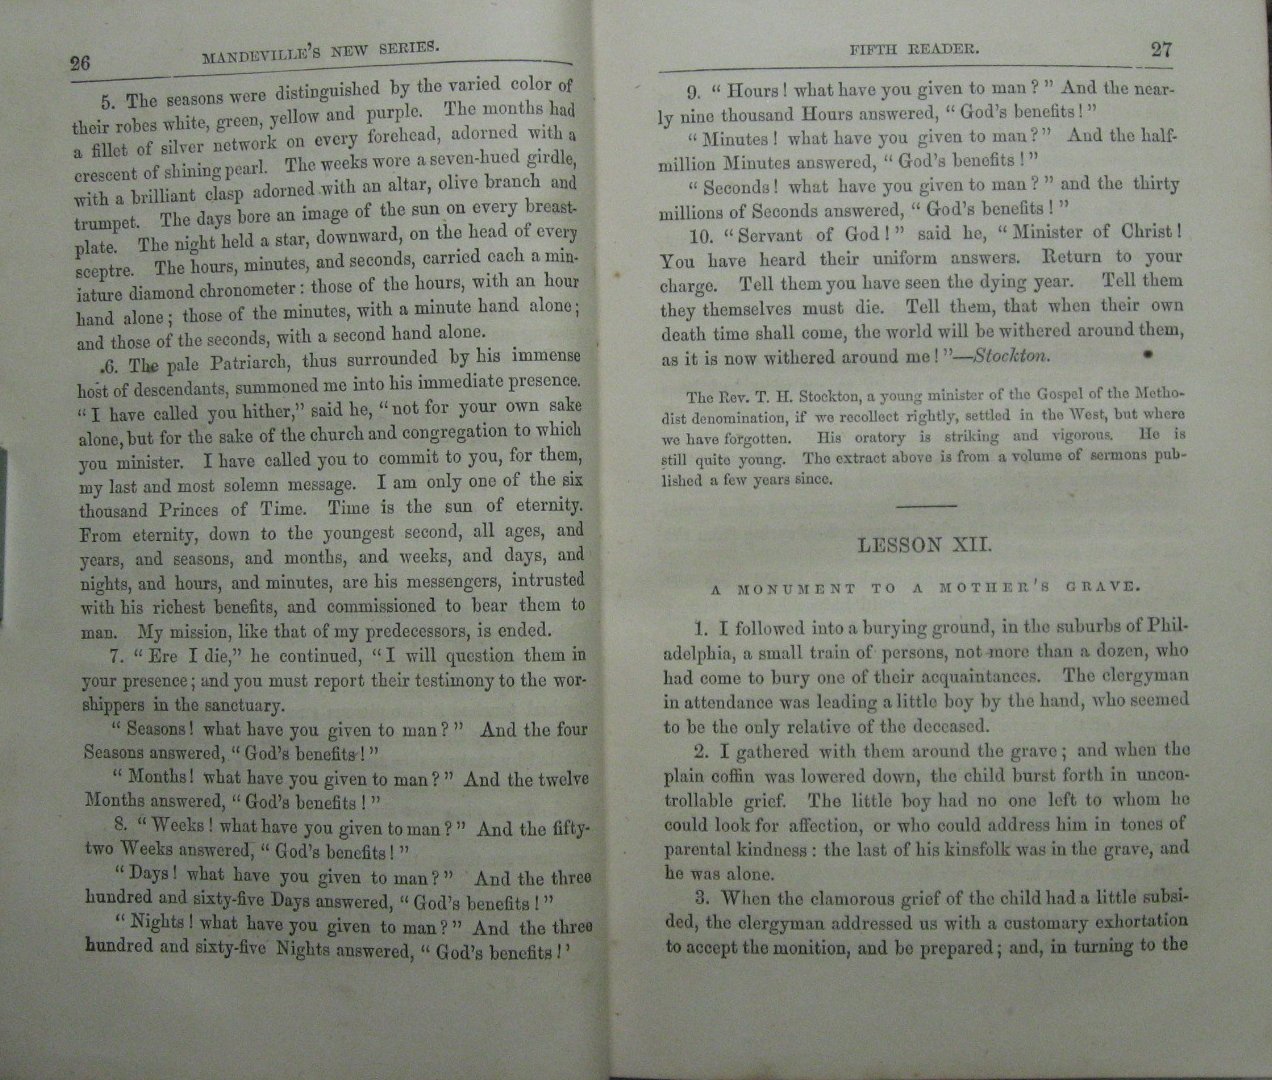 26 MANDEVILLE'S NEW SERIES.
5. The seasons were distinguished by the varied color of
their robes white, green, yellow and purple. The months had
a fillet of silver network on every forehead, adorned with a
crescent of shining pearl. The weeks wore a seven-hued girdle,
with a brilliant clasp adorned with an altar, olive branch and
trumpet. The days bore an image of the sun on every breast-
plate. The night held a star, downward, on the head of every
sceptre. The hours, minutes, and seconds, carried each a min-
iature diamond chronometer: those of the hours, with an hour
hand alone; those of the minutes, with a minute hand alone;
and those of the seconds, with a second hand alone.
6. The pale Patriarch, thus surrounded by his immense
host of descendants, summoned me into his immediate presence.
"I have called you hither," said he, "not for your own sake
alone, but for the sake of the church and congregation to which
you minister. I have called you to commit to you, for them,
my last and most solemn message. I am only one of the six
thousand Princes of Time. Time is the sun of eternity.
From eternity, down to the youngest second, all ages, and
years, and seasons, and months, and weeks, and days, and
nights, and hours, and minutes, are his messengers, intrusted
with his richest benefits, and commissioned to bear them to
man. My mission, like that of my predecessors, is ended.
7. "Ere I die," he continued, "I will question them in
your presence; and you must report their testimony to the wor-
shippers in the sanctuary.
"Seasons! what have you given to man?" And the four
Seasons answered, "God's benefits!"
"Months! what have you given to man?" And the twelve
Months answered, "God's benefits!"
8. "Weeks! what have you given to man?" And the fifty-
two Weeks answered, "God's benefits!"
"Days! what have you given to man?" And the three
hundred and sixty-five Days answered, "God's benefits!"
"Nights! what have you given to man?" And the three
hundred and sixty-five Nights answered, "God's benefits!'
FIFTH READER. 27
9. "Hours! what have you given to man?" And the near-
ly nine thousand Hours answered, "God's benefits!"
"Minutes! what have you given to man?" And the half-
million Minutes answered, "God's benefits!"
"Seconds! what have you given to man?" and the thirty
millions of Seconds answered, "God's benefits!"
10. "Servant of God!" said he, "Minister of Christ!
You have heard their uniform answers. Return to your
charge. Tell them you have seen the dying year. Tell them
they themselves must die. Tell them, that when their own
death time shall come, the world will be withered around them,
as it is now withered around me!"—Stockton.
The Rev. T. H. Stockton, a young minister of the Gospel of the Metho-
dist denomination, if we recollect rightly, settled in the West, but where
we have forgotten. His oratory is striking and vigorous. He is
still quite young. The extract above is from a volume of sermons pub-
lished a few years since.
LESSON XII.
A MONUMENT TO A MOTHER'S GRAVE.
1. I followed into a burying ground, in the suburbs of Phil-
adelphia, a small train of persons, not more than a dozen, who
had come to bury one of their acquaintances. The clergyman
in attendance was leading a little boy by the hand, who seemed
to be the only relative of the deceased.
2. I gathered with them around the grave; and when the
plain coffin was lowered down, the child burst forth in uncon-
trollable grief. The little boy had no one left to whom he
could look for affection, or who could address him in tones of
parental kindness: the last of his kinsfolk was in the grave, and
he was alone.
3. When the clamorous grief of the child had a little subsi-
ded, the clergyman addressed us with a customary exhortation
to accept the monition, and be prepared; and, in turning to the